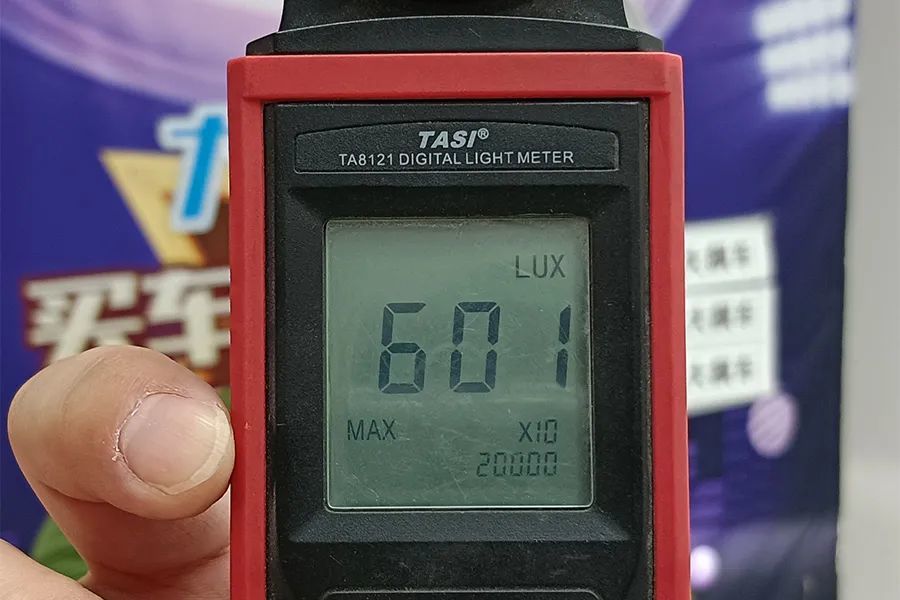 TASI®
TA8121 DIGITAL LIGHT METER
LUX
601
MAX X10
20000
买车